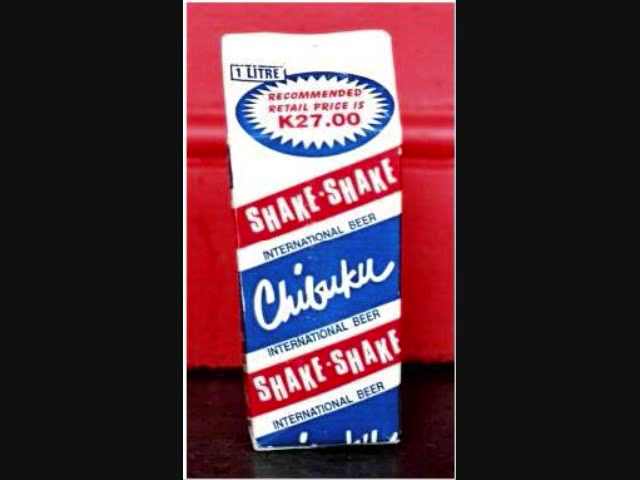 1 LITRE
RECOMMENDED
RETAIL PRICE IS
K27.00
SHAKE·SHAKE
INTERNATIONAL BEER
Chibuku
INTERNATIONAL BEER
SHAKE·SHAKE
INTERNATIONAL BEER